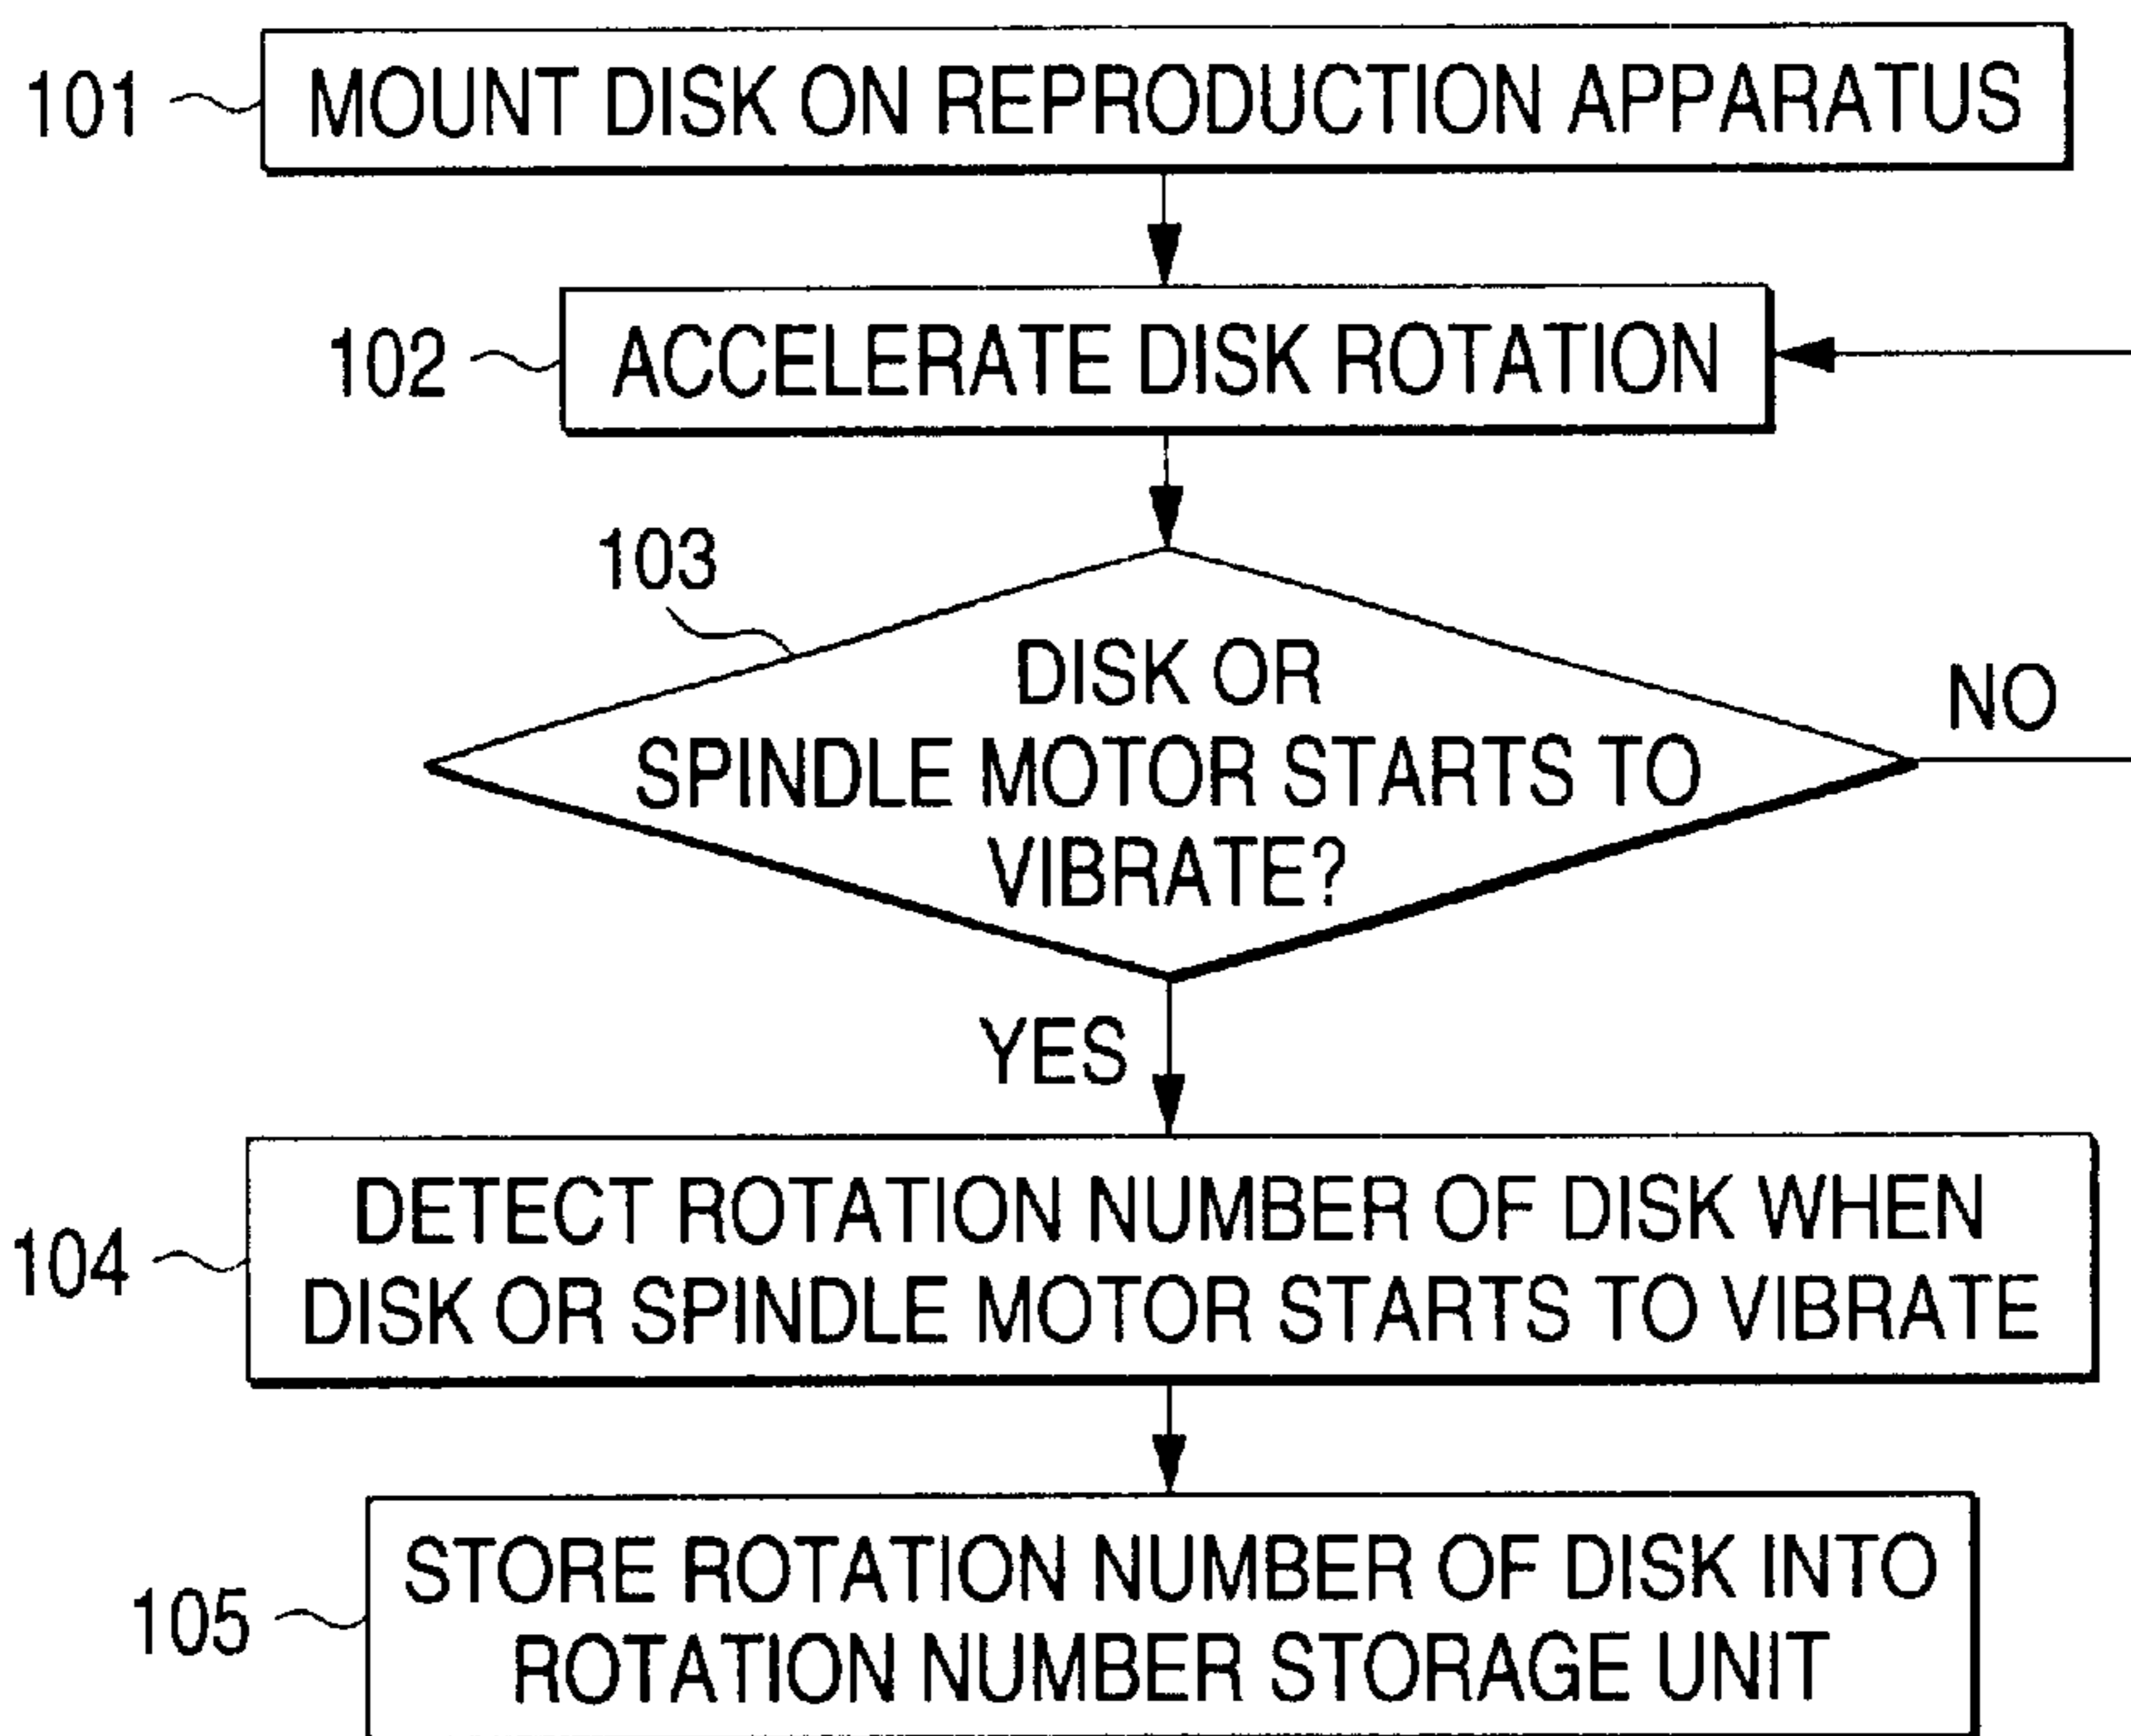 101
MOUNT DISK ON REPRODUCTION APPARATUS
102
ACCELERATE DISK ROTATION
103
DISK OR
SPINDLE MOTOR STARTS TO
VIBRATE?
NO
YES
104
DETECT ROTATION NUMBER OF DISK WHEN
DISK OR SPINDLE MOTOR STARTS TO VIBRATE
105
STORE ROTATION NUMBER OF DISK INTO
ROTATION NUMBER STORAGE UNIT